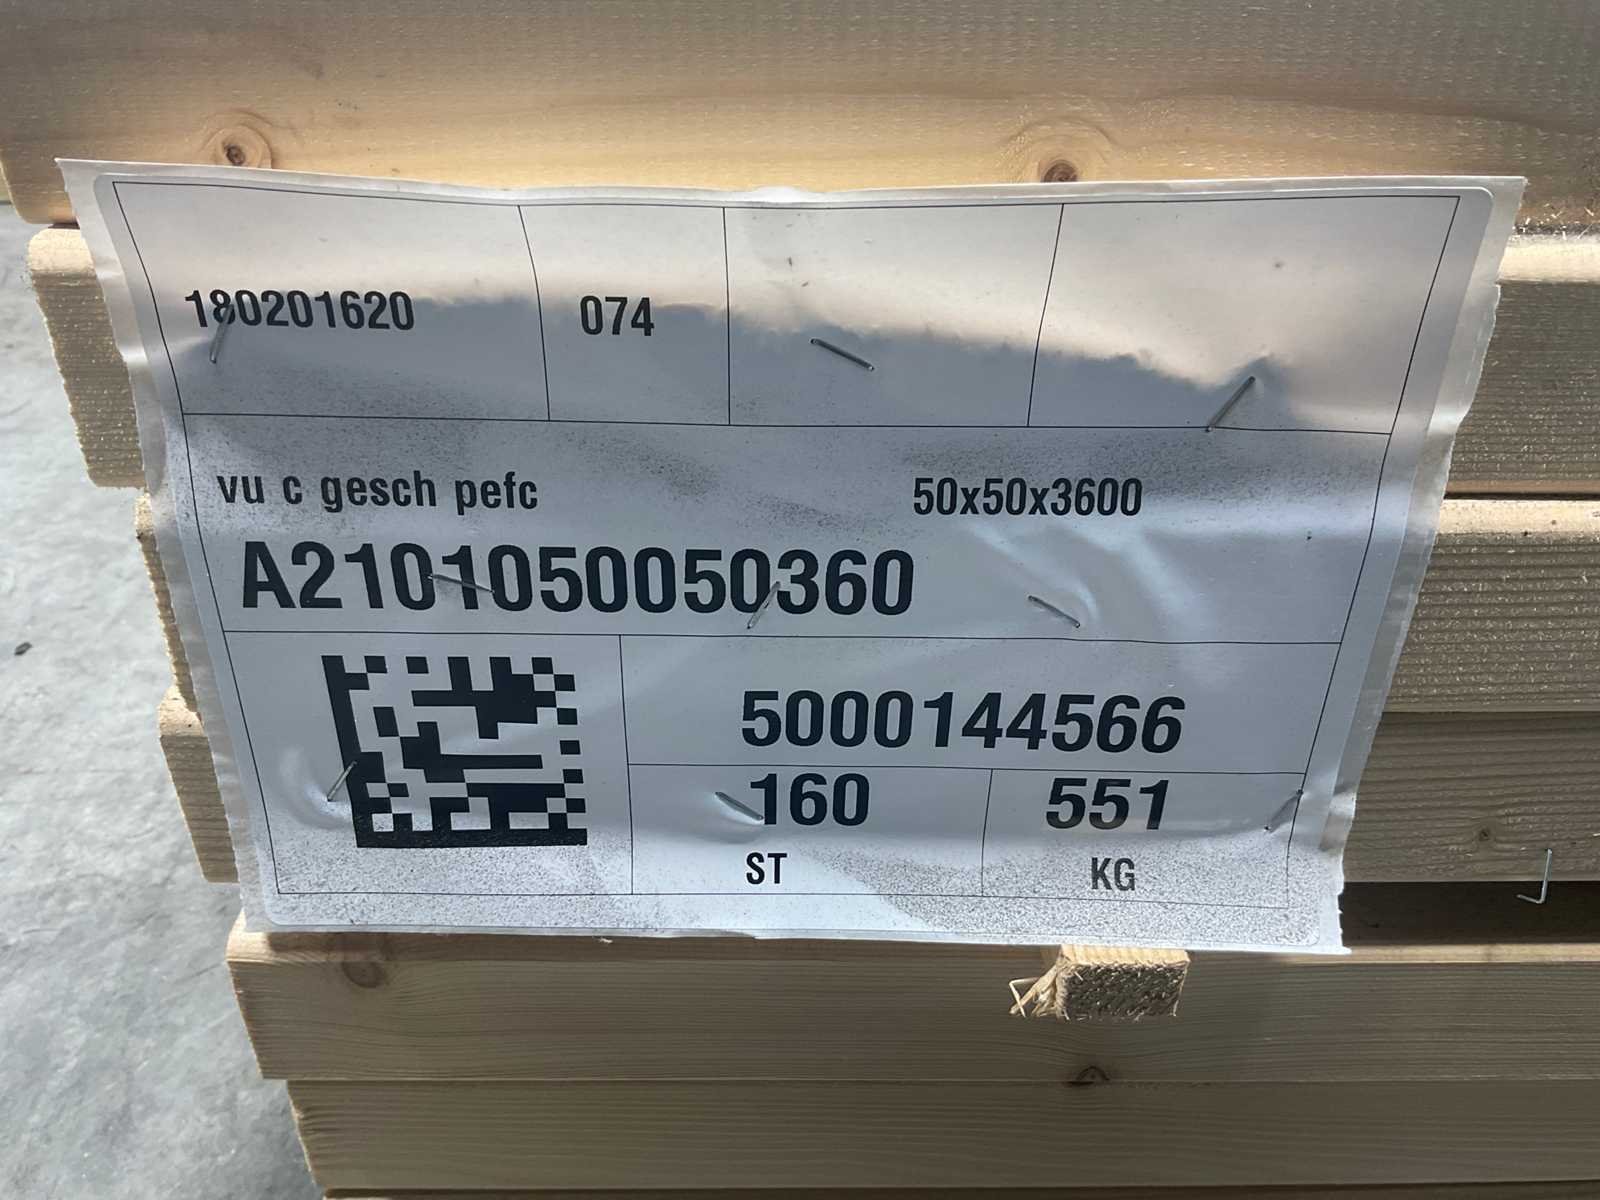 180201620 074
vu c gesch pefc 50x50x3600
A2101050050360
5000144566
160 551
ST KG